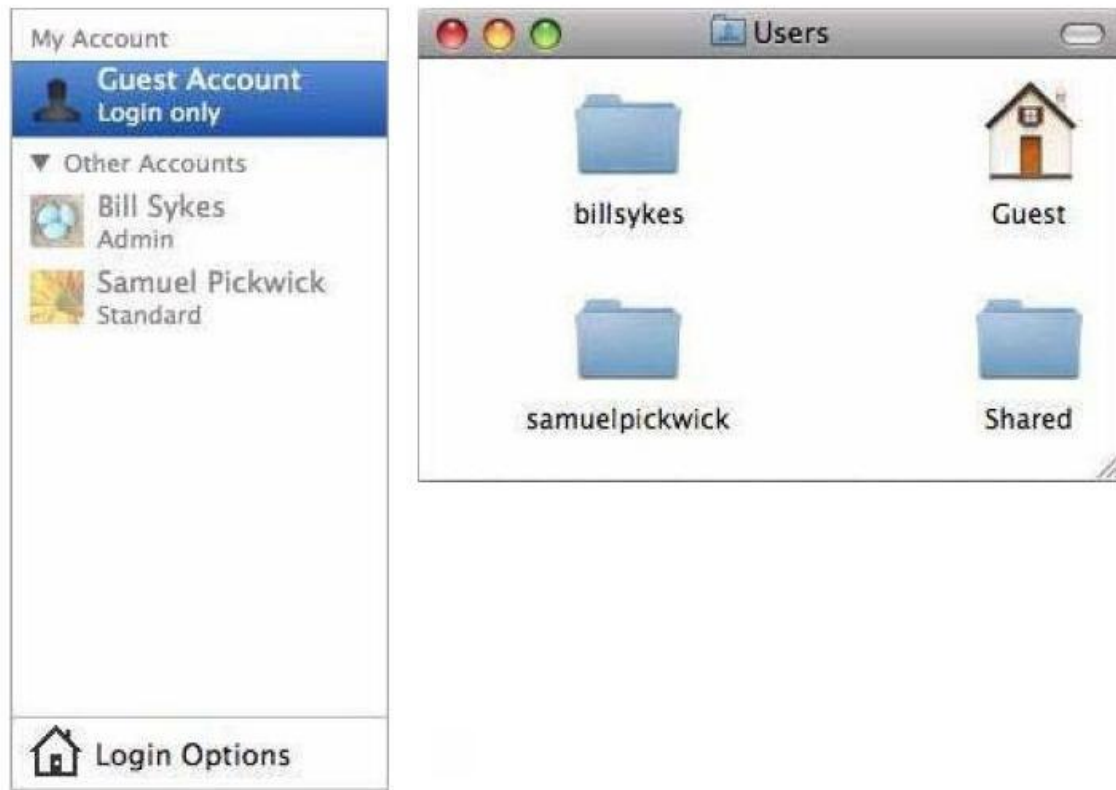 My Account
Guest Account
Login only
Other Accounts
Bill Sykes
Admin
Samuel Pickwick
Standard
Login Options
Users
billsykes
Guest
samuelpickwick
Shared